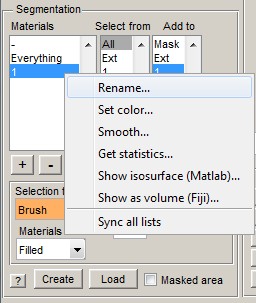 Segmentation
Materials Select from Add to
- All Mask
Everything Ext Ext
1 1 1
Rename...
Set color...
Smooth...
Get statistics...
Show isosurface (Matlab)...
Show as volume (Fiji)...
Sync all lists
+ -
Selection
Brush
Materials
Filled
? Create Load Masked area